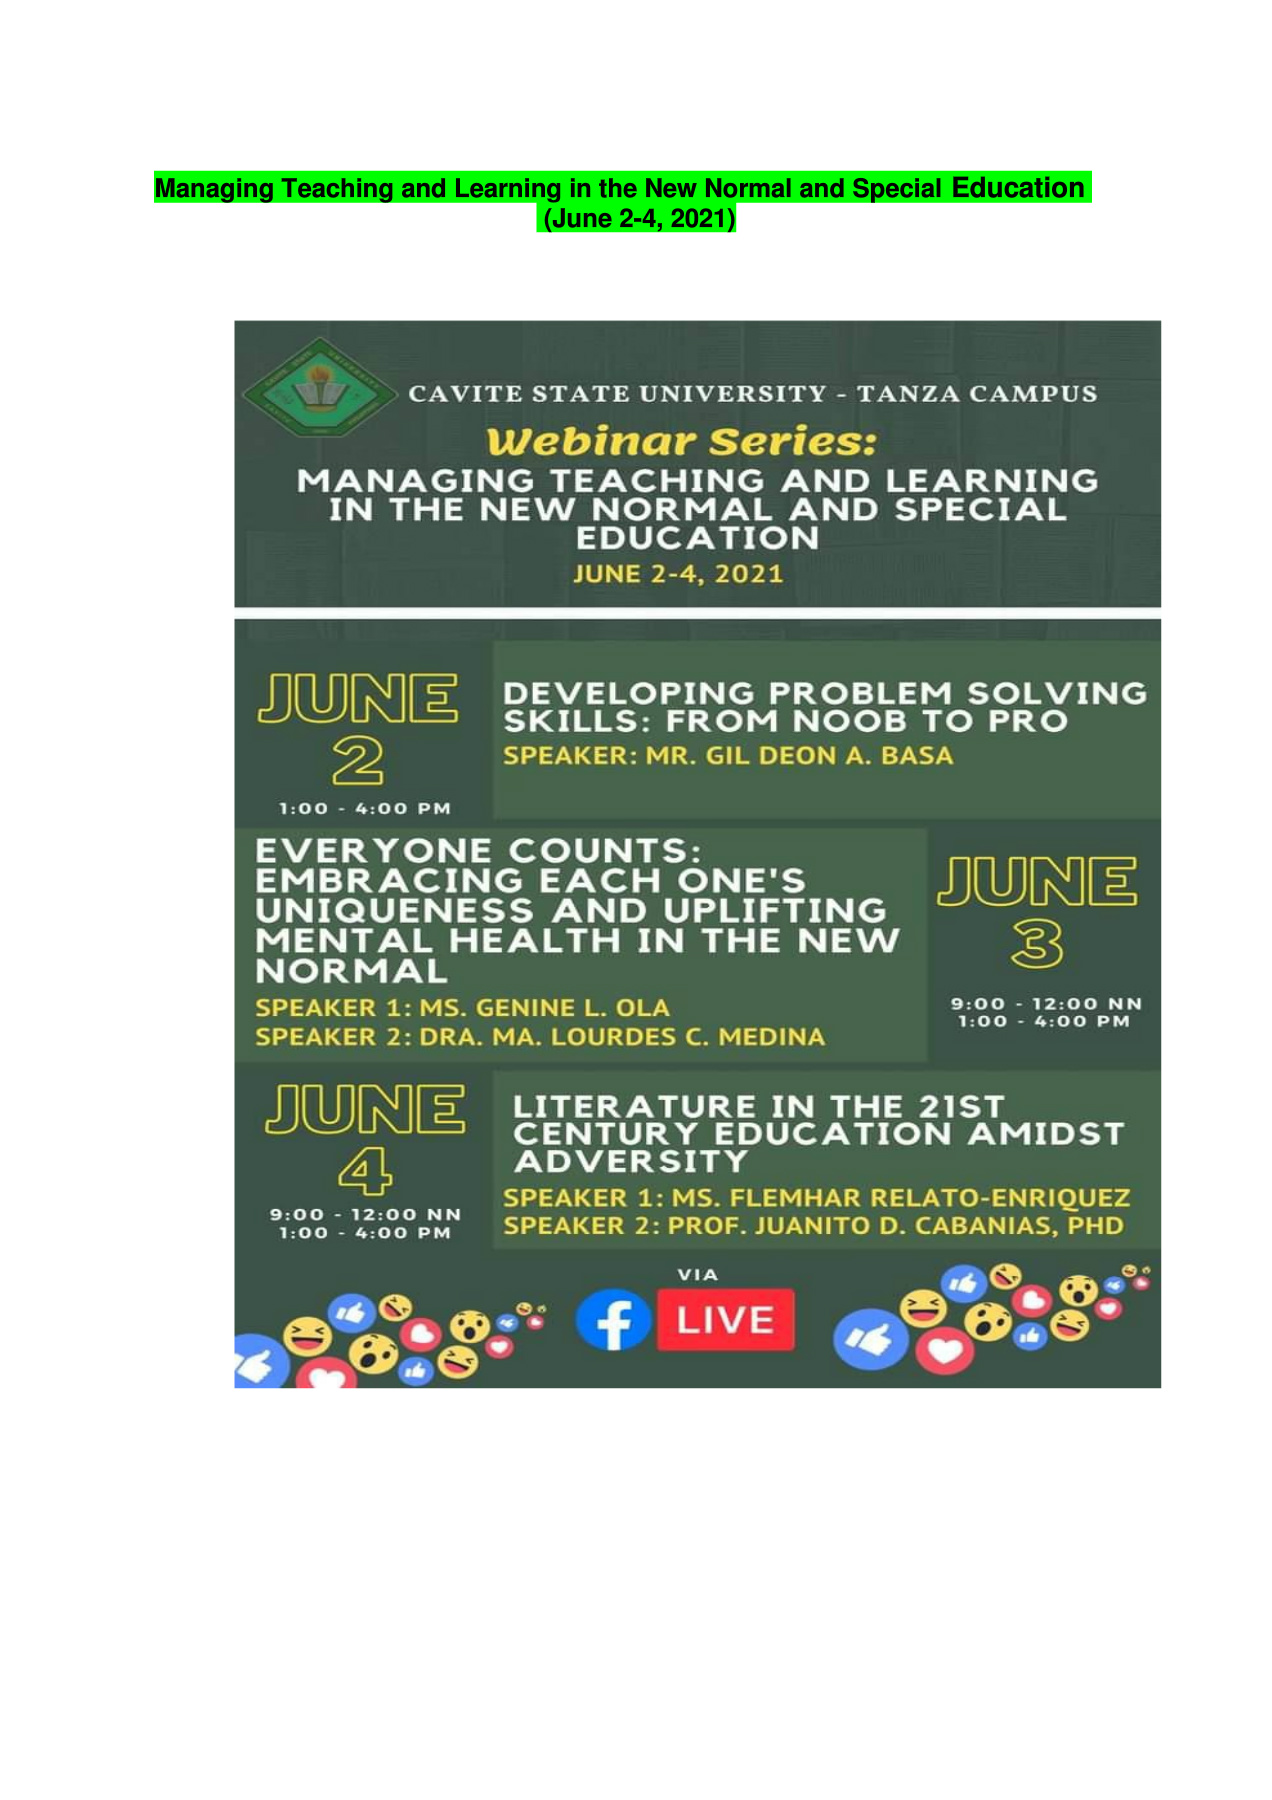 Managing Teaching and Learning in the New Normal and Special Education
(June 2-4, 2021)
CAVITE STATE UNIVERSITY - TANZA CAMPUS
Webinar Series:
MANAGING TEACHING AND LEARNING
IN THE NEW NORMAL AND SPECIAL
EDUCATION
JUNE 2-4, 2021
JUNE
2
1:00 - 4:00 PM
DEVELOPING PROBLEM SOLVING
SKILLS: FROM NOOB TO PRO
SPEAKER: MR. GIL DEON A. BASA
EVERYONE COUNTS:
EMBRACING EACH ONE'S
UNIQUENESS AND UPLIFTING
MENTAL HEALTH IN THE NEW
NORMAL
SPEAKER 1: MS. GENINE L. OLA
SPEAKER 2: DRA. MA. LOURDES C. MEDINA
JUNE
3
9:00 - 12:00 NN
1:00 - 4:00 PM
JUNE
4
9:00 - 12:00 NN
1:00 - 4:00 PM
LITERATURE IN THE 21ST
CENTURY EDUCATION AMIDST
ADVERSITY
SPEAKER 1: MS. FLEMHAR RELATO-ENRIQUEZ
SPEAKER 2: PROF. JUANITO D. CABANIAS, PHD
VIA
f LIVE